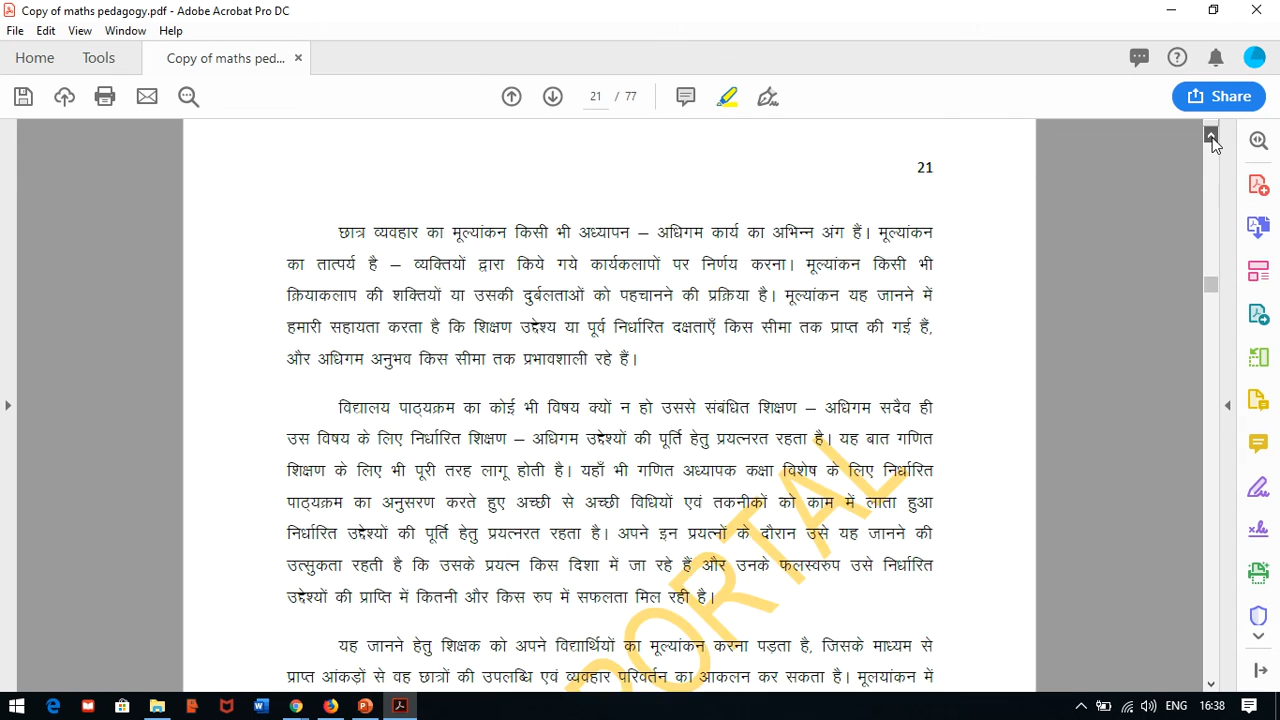 Copy of maths pedagogy.pdf - Adobe Acrobat Pro DC
File Edit View Window Help
Home Tools Copy of maths ped...
21 / 77
Share
21
छात्र व्यवहार का मूल्यांकन किसी भी अध्यापन – अधिगम कार्य का अभिन्न अंग हैं। मूल्यांकन
का तात्पर्य है – व्यक्तियों द्वारा किये गये कार्यकलापों पर निर्णय करना। मूल्यांकन किसी भी
क्रियाकलाप की शक्तियों या उसकी दुर्बलताओं को पहचानने की प्रक्रिया है। मूल्यांकन यह जानने में
हमारी सहायता करता है कि शिक्षण उद्देश्य या पूर्व निर्धारित दक्षताएँ किस सीमा तक प्राप्त की गई हैं,
और अधिगम अनुभव किस सीमा तक प्रभावशाली रहे हैं।
विद्यालय पाठ्यक्रम का कोई भी विषय क्यों न हो उससे संबंधित शिक्षण – अधिगम सदैव ही
उस विषय के लिए निर्धारित शिक्षण – अधिगम उद्देश्यों की पूर्ति हेतु प्रयत्नरत रहता है। यह बात गणित
शिक्षण के लिए भी पूरी तरह लागू होती है। यहाँ भी गणित अध्यापक कक्षा विशेष के लिए निर्धारित
पाठ्यक्रम का अनुसरण करते हुए अच्छी से अच्छी विधियों एवं तकनीकों को काम में लाता हुआ
निर्धारित उद्देश्यों की पूर्ति हेतु प्रयत्नरत रहता है। अपने इन प्रयत्नों के दौरान उसे यह जानने की
उत्सुकता रहती है कि उसके प्रयत्न किस दिशा में जा रहे हैं और उनके फलस्वरुप उसे निर्धारित
उद्देश्यों की प्राप्ति में कितनी और किस रुप में सफलता मिल रही है।
यह जानने हेतु शिक्षक को अपने विद्यार्थियों का मूल्यांकन करना पड़ता है, जिसके माध्यम से
प्राप्त आंकड़ों से वह छात्रों की उपलब्धि एवं व्यवहार परिवर्तन का आकलन कर सकता है। मूलयांकन में
PORTAL
ENG 16:38